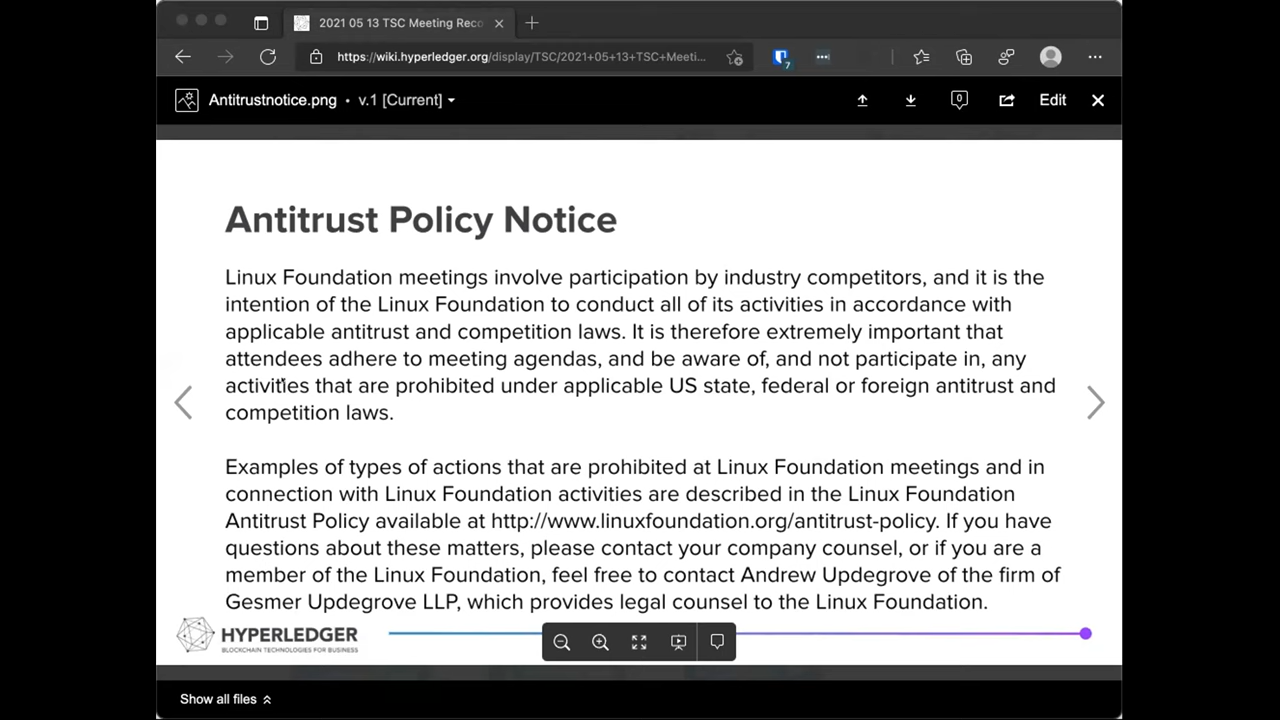 2021 05 13 TSC Meeting Reco
https://wiki.hyperledger.org/display/TSC/2021+05+13+TSC+Meeti...
7
Antitrustnotice.png • v.1 [Current]
0
Edit
Antitrust Policy Notice
Linux Foundation meetings involve participation by industry competitors, and it is the
intention of the Linux Foundation to conduct all of its activities in accordance with
applicable antitrust and competition laws. It is therefore extremely important that
attendees adhere to meeting agendas, and be aware of, and not participate in, any
activities that are prohibited under applicable US state, federal or foreign antitrust and
competition laws.
Examples of types of actions that are prohibited at Linux Foundation meetings and in
connection with Linux Foundation activities are described in the Linux Foundation
Antitrust Policy available at http://www.linuxfoundation.org/antitrust-policy. If you have
questions about these matters, please contact your company counsel, or if you are a
member of the Linux Foundation, feel free to contact Andrew Updegrove of the firm of
Gesmer Updegrove LLP, which provides legal counsel to the Linux Foundation.
HYPERLEDGER
BLOCKCHAIN TECHNOLOGIES FOR BUSINESS
Show all files